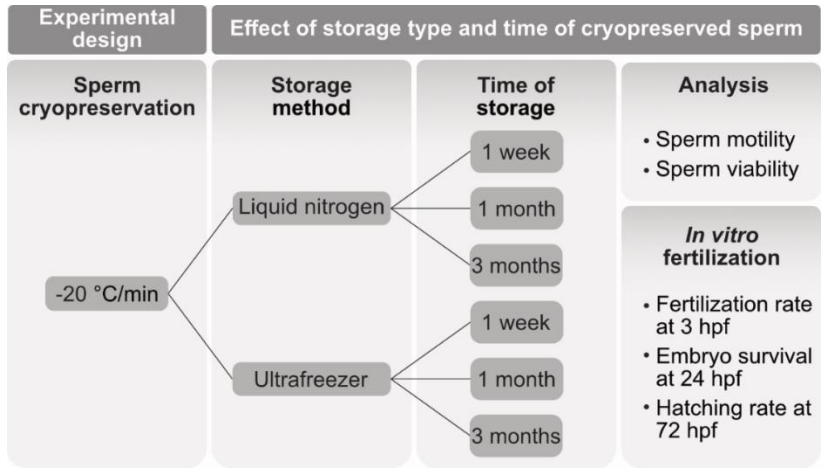 Experimental
design
Effect of storage type and time of cryopreserved sperm
Sperm
cryopreservation
-20 °C/min
Storage
method
Liquid nitrogen
Ultrafreezer
Time of
storage
1 week
1 month
3 months
1 week
1 month
3 months
Analysis
• Sperm motility
• Sperm viability
In vitro
fertilization
• Fertilization rate
at 3 hpf
• Embryo survival
at 24 hpf
• Hatching rate at
72 hpf